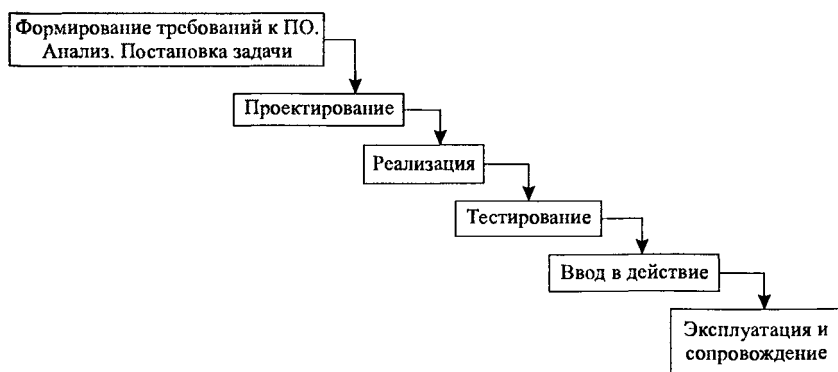 Формирование требований к ПО.
Анализ. Постановка задачи
Проектирование
Реализация
Тестирование
Ввод в действие
Эксплуатация и
сопровождение